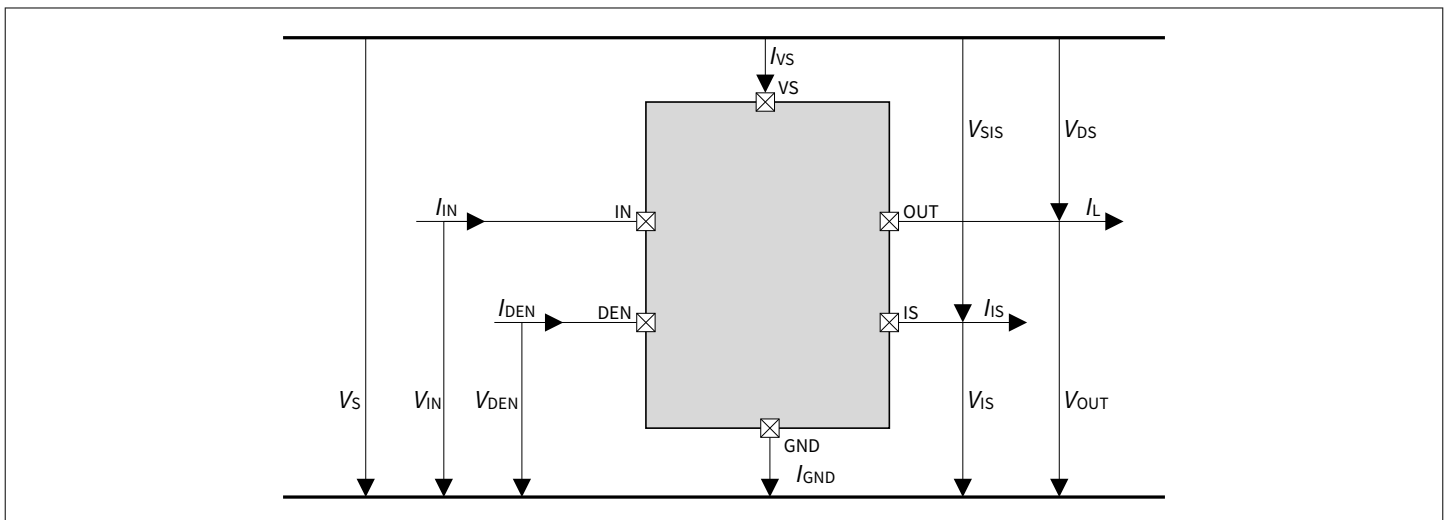 IVS
VS
VSIS
VDS
IIN
IN
OUT
IL
IDEN
DEN
IS
IIS
VS
VIN
VDEN
VIS
VOUT
GND
IGND